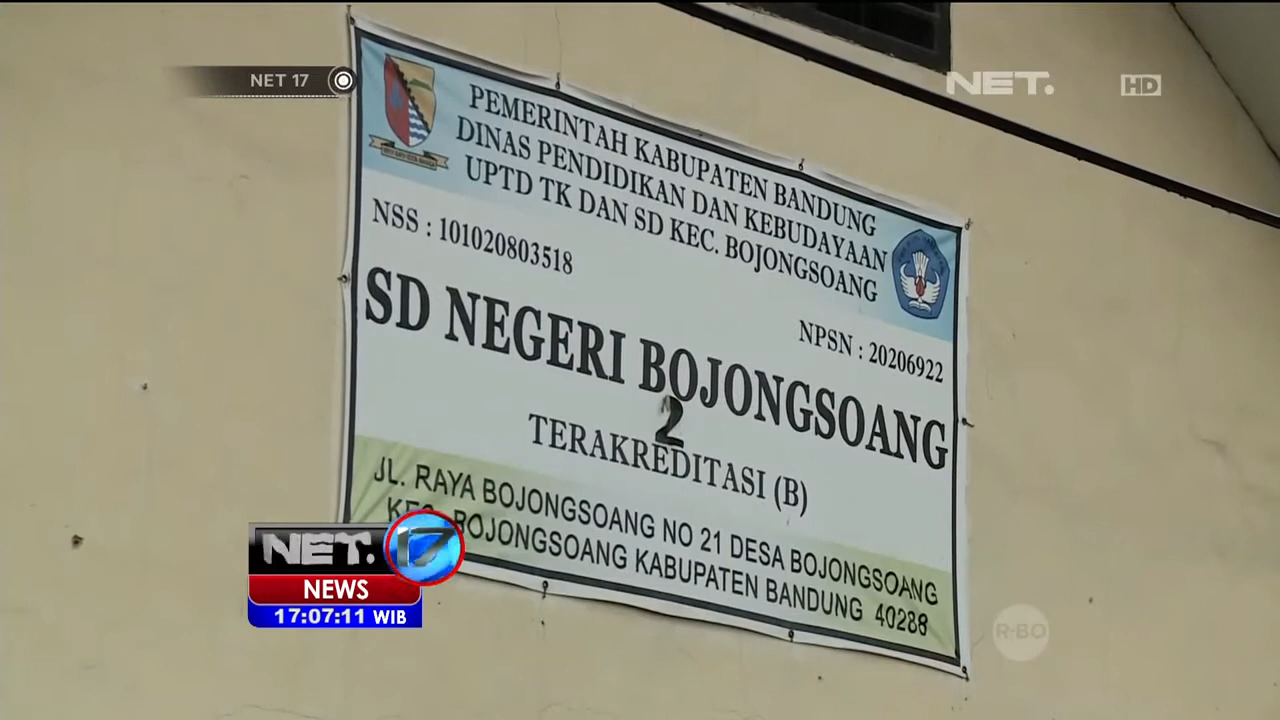 NET 17
NET.
HD
PEMERINTAH KABUPATEN BANDUNG
DINAS PENDIDIKAN DAN KEBUDAYAAN
UPTD TK DAN SD KEC. BOJONGSOANG
NSS : 101020803518
NPSN : 20206922
SD NEGERI BOJONGSOANG
2
TERAKREDITASI (B)
JL. RAYA BOJONGSOANG NO 21 DESA BOJONGSOANG
KEC. BOJONGSOANG KABUPATEN BANDUNG 40288
NET. 17
NEWS
17:07:11 WIB
R-BO